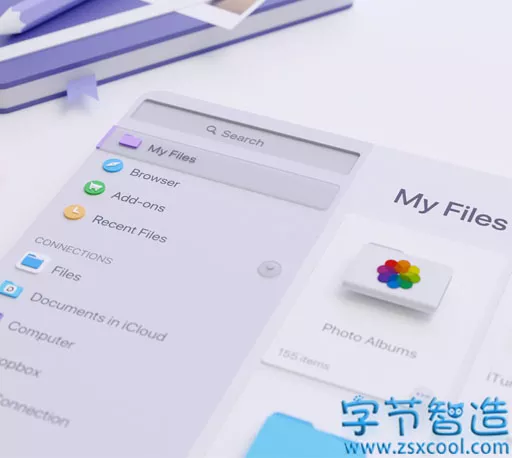 Search
My Files
Browser
Add-ons
Recent Files
CONNECTIONS
Files
Documents in iCloud
Computer
opbox
onnection
My Files
Photo Albums
155 items
iTu
字节智造
www.zsxcool.com